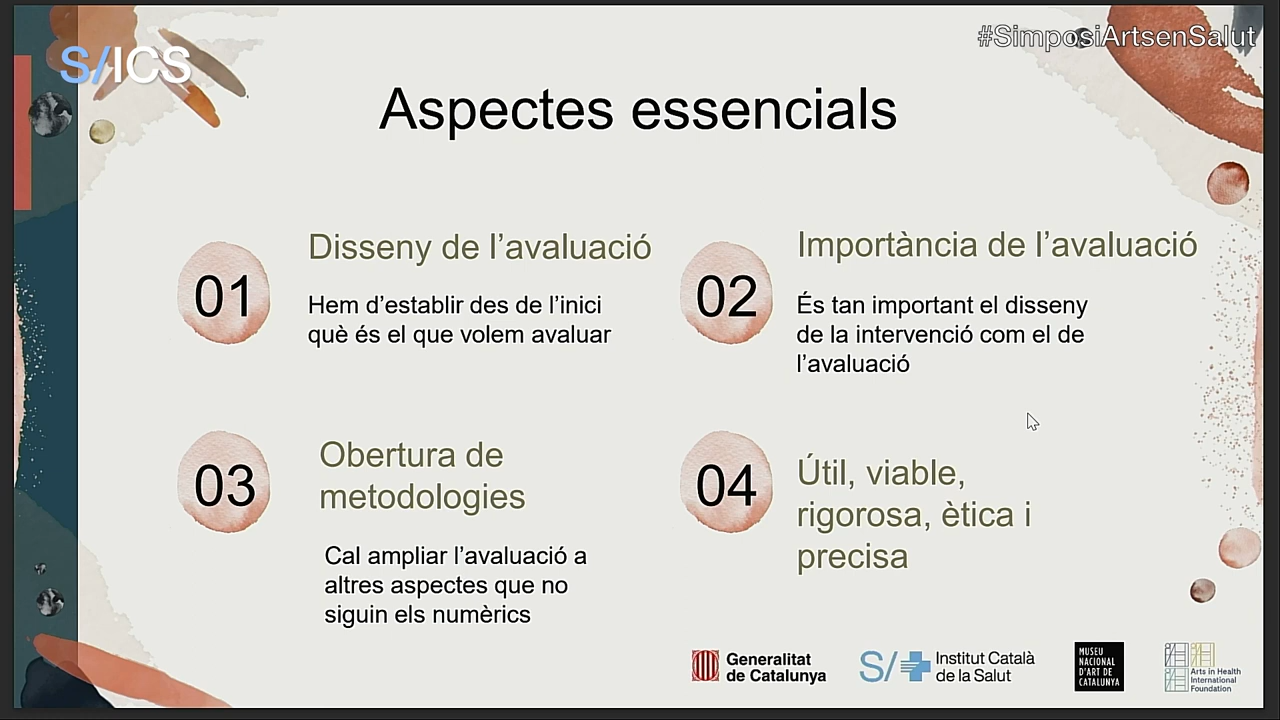 S/ICS
#SimposiArtsenSalut
Aspectes essencials
01
Disseny de l’avaluació
Hem d’establir des de l’inici
què és el que volem avaluar
02
Importància de l’avaluació
És tan important el disseny
de la intervenció com el de
l’avaluació
03
Obertura de
metodologies
Cal ampliar l’avaluació a
altres aspectes que no
siguin els numèrics
04
Útil, viable,
rigorosa, ètica i
precisa
Generalitat
de Catalunya
S/
Institut Català
de la Salut
MUSEU
NACIONAL
D'ART DE
CATALUNYA
Arts in Health
International
Foundation